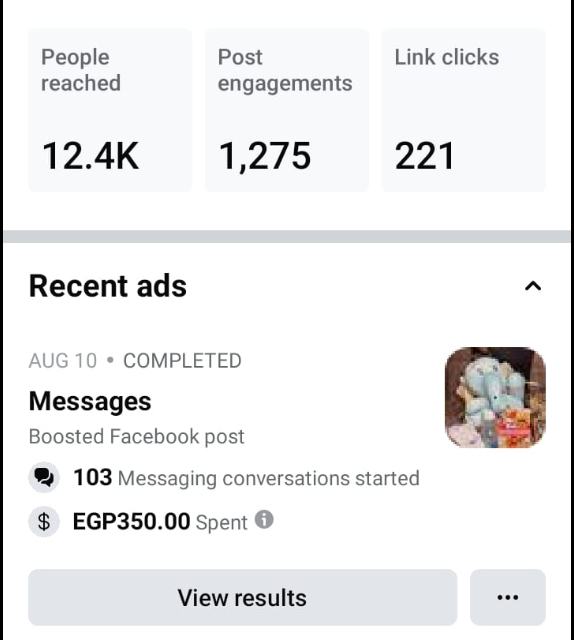 People
reached
12.4K
Post
engagements
1,275
Link clicks
221
Recent ads
AUG 10 • COMPLETED
Messages
Boosted Facebook post
103 Messaging conversations started
$ EGP350.00 Spent i
View results
...